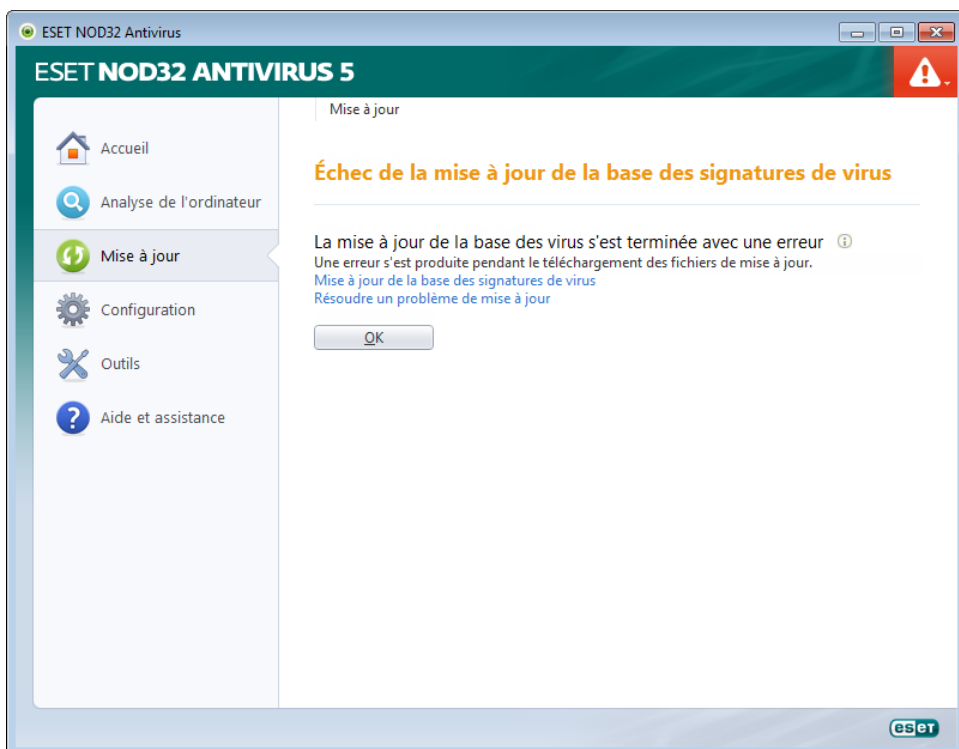 ESET NOD32 Antivirus
ESET NOD32 ANTIVIRUS 5
Accueil
Analyse de l'ordinateur
Mise à jour
Configuration
Outils
Aide et assistance
Mise à jour
Échec de la mise à jour de la base des signatures de virus
La mise à jour de la base des virus s'est terminée avec une erreur
Une erreur s'est produite pendant le téléchargement des fichiers de mise à jour.
Mise à jour de la base des signatures de virus
Résoudre un problème de mise à jour
OK
eset